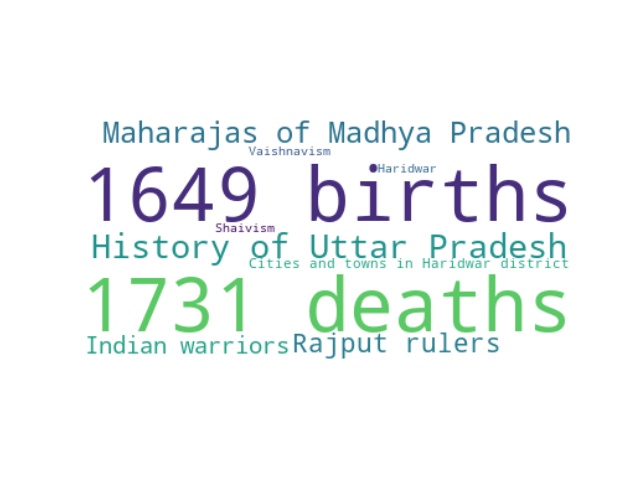 Maharajas of Madhya Pradesh
Vaishnavism
Haridwar
1649 births
Shaivism
History of Uttar Pradesh
Cities and towns in Haridwar district
1731 deaths
Indian warriors
Rajput rulers